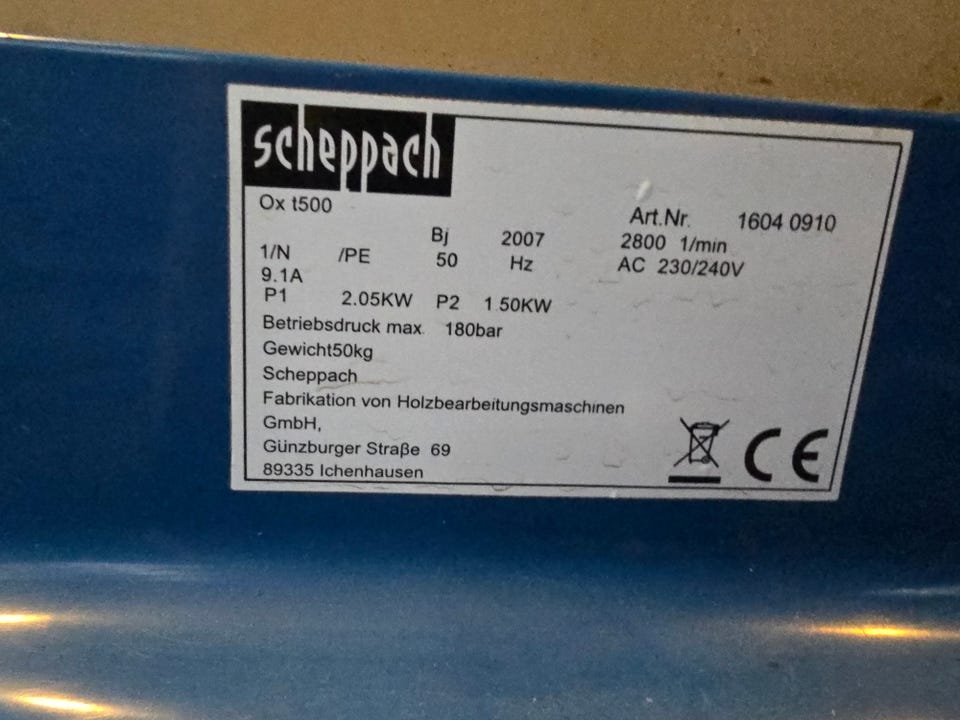 scheppach
Ox t500
Art.Nr. 1604 0910
Bj 2007 2800 1/min
1/N /PE 50 Hz AC 230/240V
9.1A
P1 2.05KW P2 1.50KW
Betriebsdruck max. 180bar
Gewicht50kg
Scheppach
Fabrikation von Holzbearbeitungsmaschinen
GmbH,
Günzburger Straβe 69
89335 Ichenhausen
CE